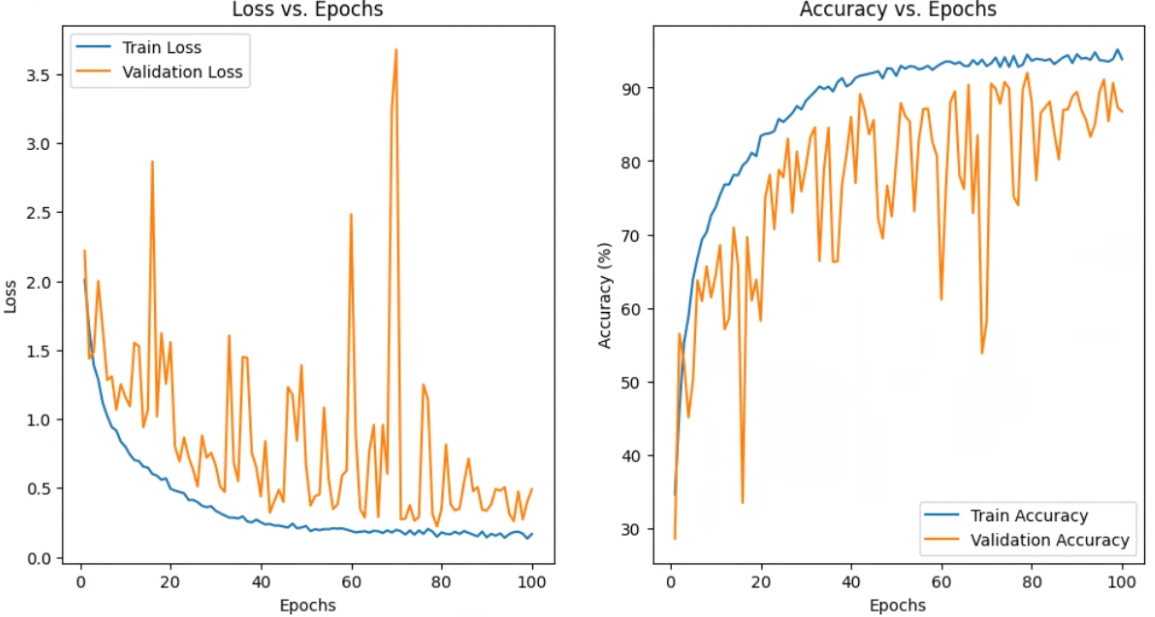 Loss vs. Epochs
Train Loss
Validation Loss
3.5
3.0
2.5
2.0
1.5
1.0
0.5
0.0
Loss
0 20 40 60 80 100
Epochs
Accuracy vs. Epochs
90
80
70
60
50
40
30
Accuracy (%)
Train Accuracy
Validation Accuracy
0 20 40 60 80 100
Epochs